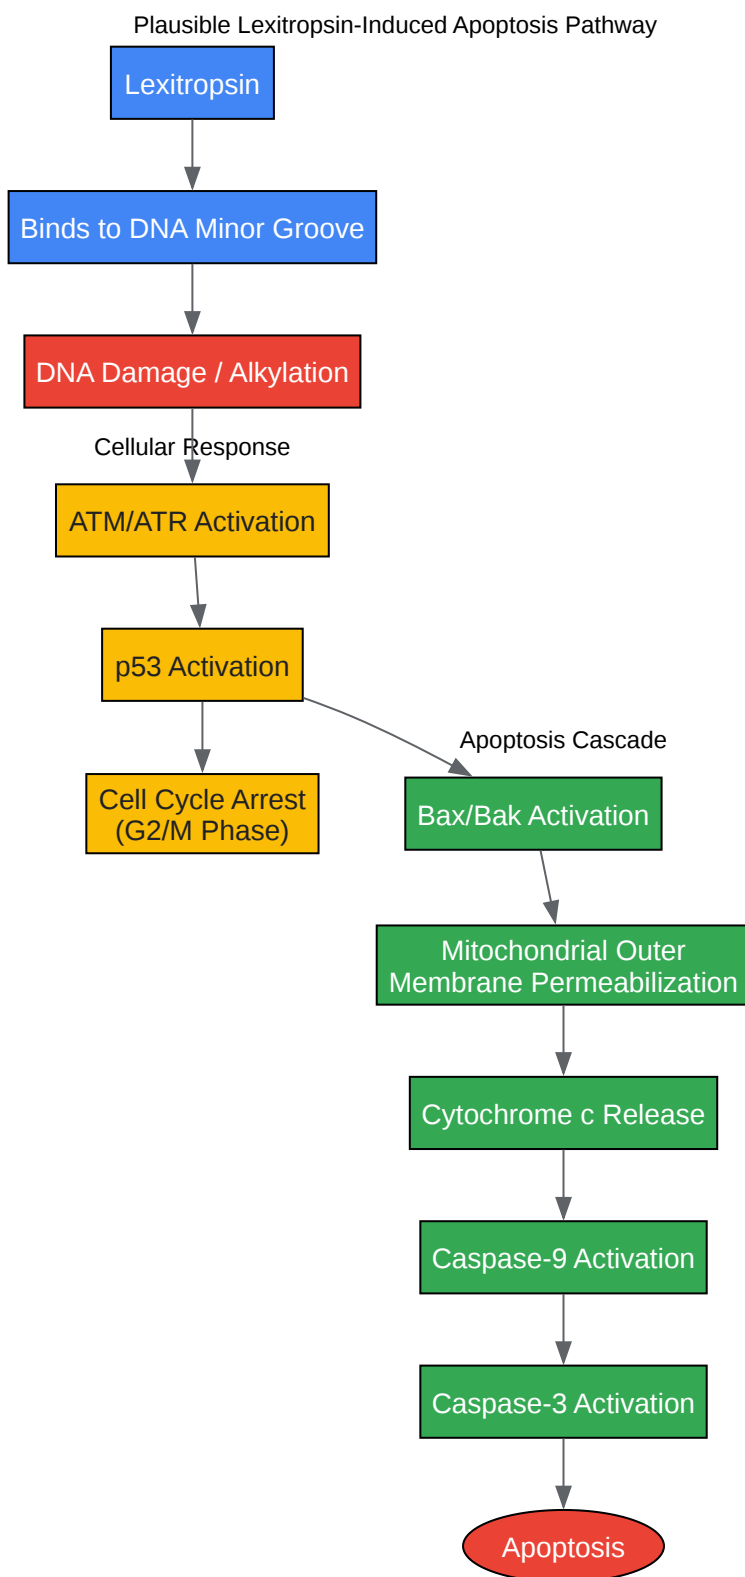 Plausible Lexitropsin-Induced Apoptosis Pathway
Lexitropsin
Binds to DNA Minor Groove
DNA Damage / Alkylation
Cellular Response
ATM/ATR Activation
p53 Activation
Apoptosis Cascade
Cell Cycle Arrest
(G2/M Phase)
Bax/Bak Activation
Mitochondrial Outer
Membrane Permeabilization
Cytochrome c Release
Caspase-9 Activation
Caspase-3 Activation
Apoptosis